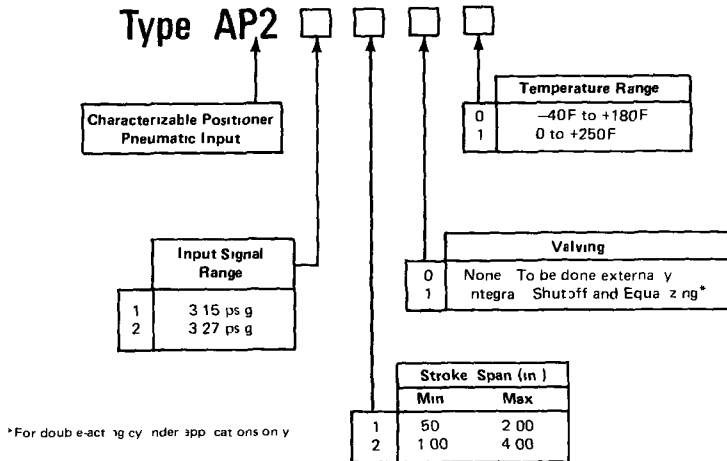 Type AP2
Characterizable Positioner
Pneumatic Input
Temperature Range
0 –40F to +180F
1 0 to +250F
Input Signal
Range
1 3 15 ps g
2 3 27 ps g
Valving
0 None To be done externa y
1 ntegra Shutoff and Equa z ng*
Stroke Span (in )
Min Max
1 50 2 00
2 1 00 4 00
*For doub e-act ng cy nder app cat ons on y